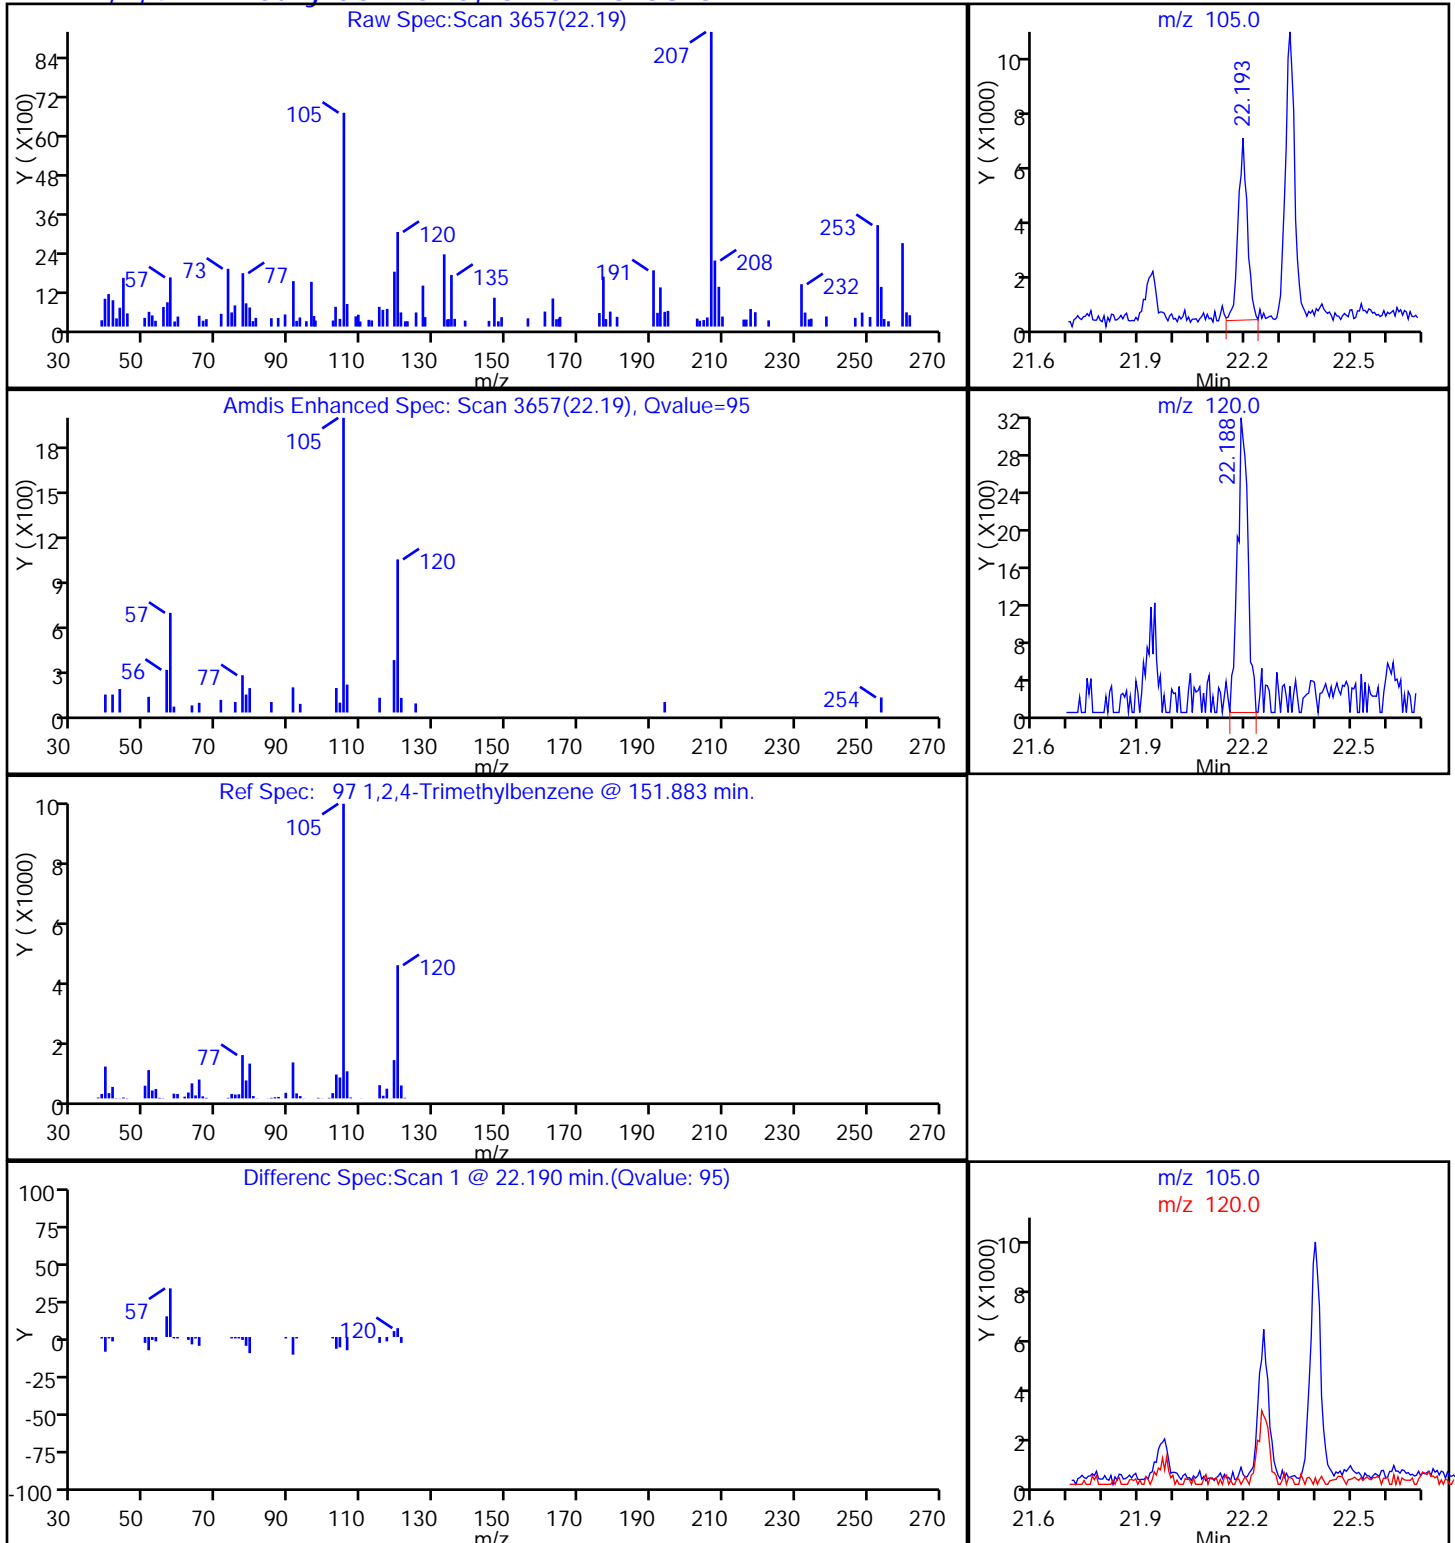 Raw Spec:Scan 3657(22.19)
Y ( X100)
84
72
60
48
36
24
12
0
207
105
253
120
208
73
57
77
135
191
232
30 50 70 90 110 130 150 170 190 210 230 250 270
m/z
m/z 105.0
Y ( X1000)
10
8
6
4
2
0
22.193
21.6 21.9 22.2 22.5
Min
Amdis Enhanced Spec: Scan 3657(22.19), Qvalue=95
Y ( X100)
18
15
12
9
6
3
0
105
120
57
56
77
254
30 50 70 90 110 130 150 170 190 210 230 250 270
m/z
m/z 120.0
Y ( X100)
32
28
24
20
16
12
8
4
0
22.188
21.6 21.9 22.2 22.5
Min
Ref Spec: 97 1,2,4-Trimethylbenzene @ 151.883 min.
Y ( X1000)
10
8
6
4
2
0
105
120
77
30 50 70 90 110 130 150 170 190 210 230 250 270
m/z
Differenc Spec:Scan 1 @ 22.190 min.(Qvalue: 95)
Y
100
75
50
25
0
-25
-50
-75
-100
57
120
30 50 70 90 110 130 150 170 190 210 230 250 270
m/z
m/z 105.0
m/z 120.0
Y ( X1000)
10
8
6
4
2
0
21.6 21.9 22.2 22.5
Min